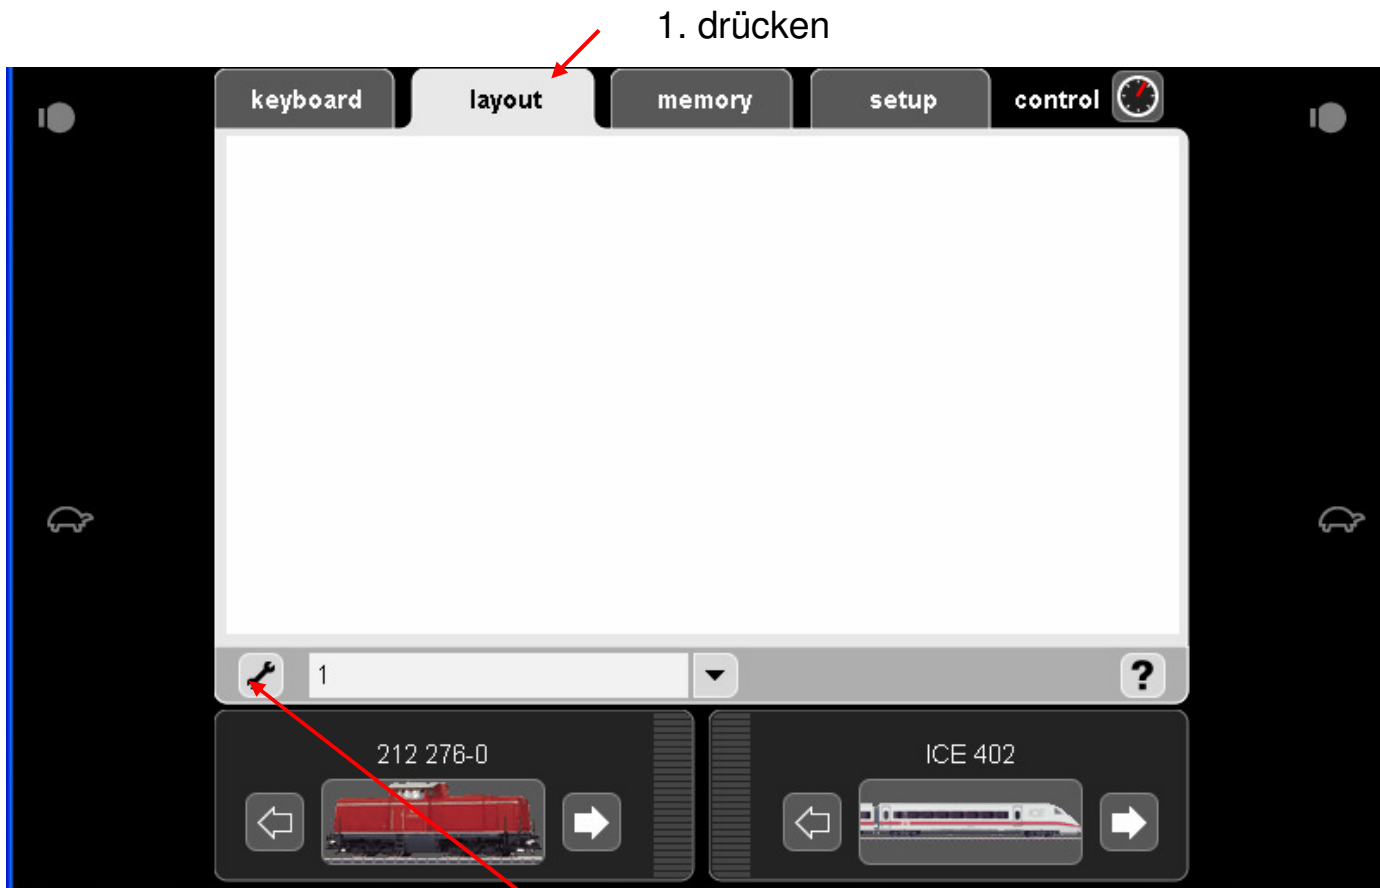 1. drücken
keyboard layout memory setup control
1
?
212 276-0 ICE 402